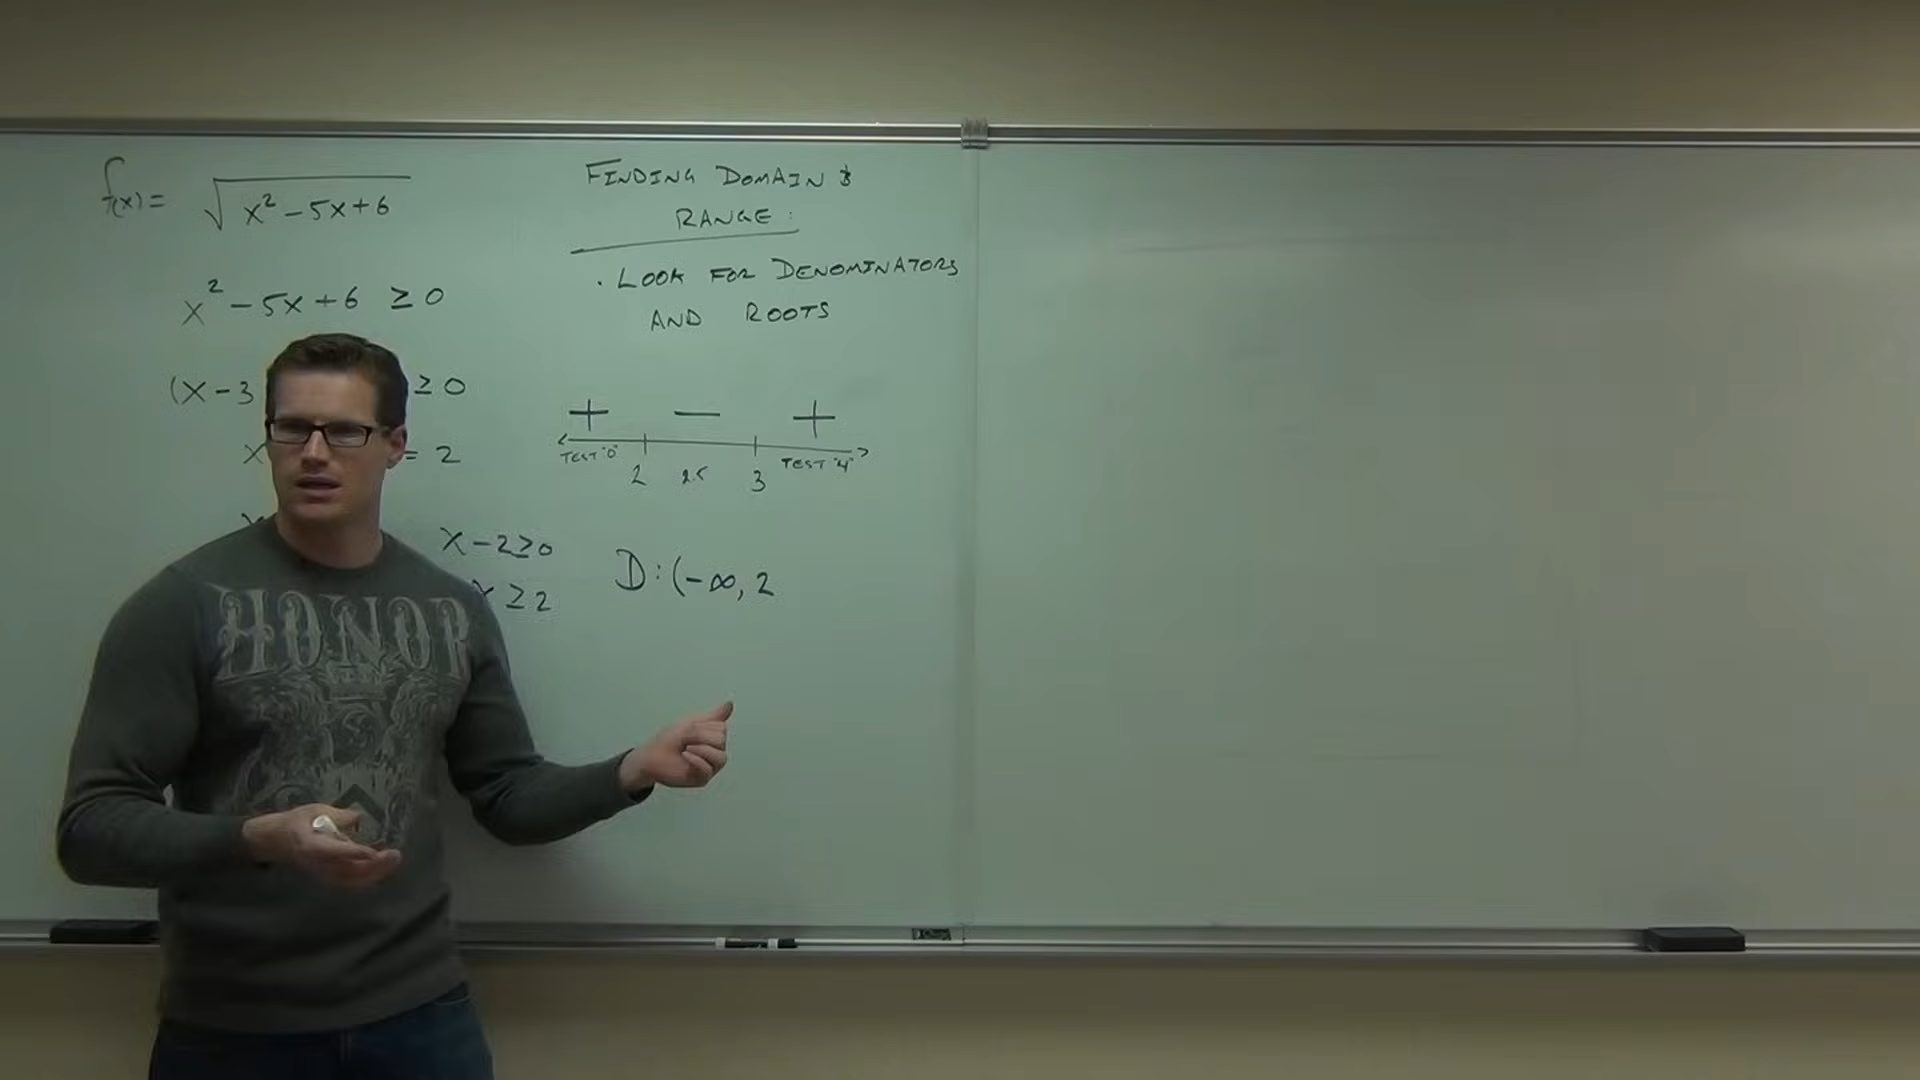 f(x) = √x² - 5x + 6
x² - 5x + 6 ≥ 0
(x - 3 ≥ 0
x = 2
x - 2 ≥ 0
x ≥ 2
FINDING DOMAIN &
RANGE:
· LOOK FOR DENOMINATORS
AND ROOTS
+ — +
TEST "0" 2 2.5 3 TEST "4"
D: (-∞, 2
HONOR